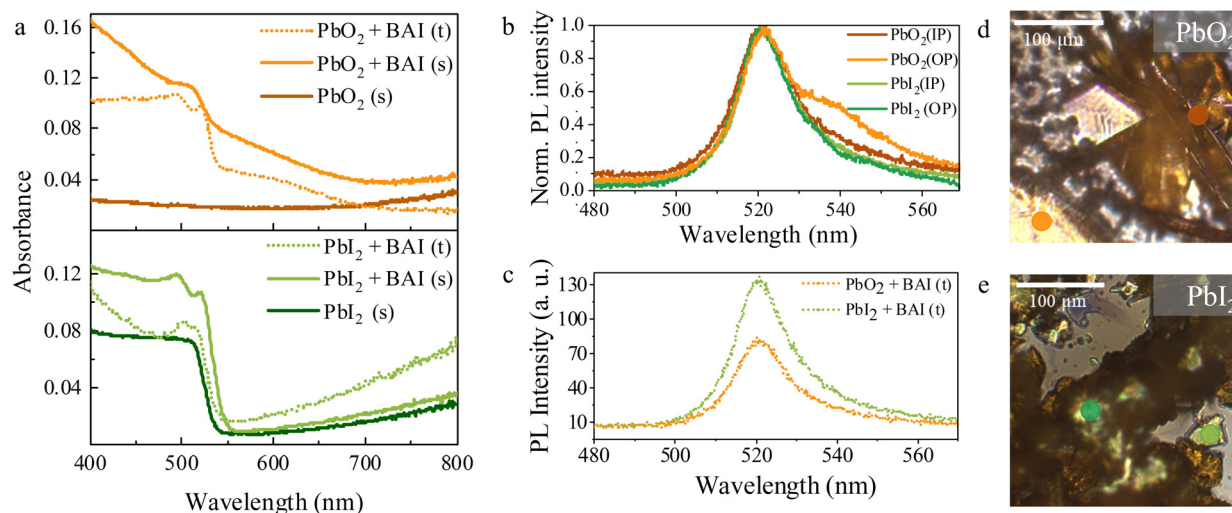 a
PbO2 + BAI (t)
PbO2 + BAI (s)
PbO2 (s)
0.16
0.12
0.08
0.04
PbI2 + BAI (t)
PbI2 + BAI (s)
PbI2 (s)
0.12
0.08
0.04
Absorbance
400 500 600 700 800
Wavelength (nm)
b
Norm. PL intensity
1.0
0.8
0.6
0.4
0.2
0.0
PbO2(IP)
PbO2(OP)
PbI2(IP)
PbI2(OP)
480 500 520 540 560
Wavelength (nm)
c
PL Intensity (a. u.)
130
100
70
40
10
PbO2 + BAI (t)
PbI2 + BAI (t)
480 500 520 540 560
Wavelength (nm)
d
100 µm
PbO
e
100 µm
PbI2